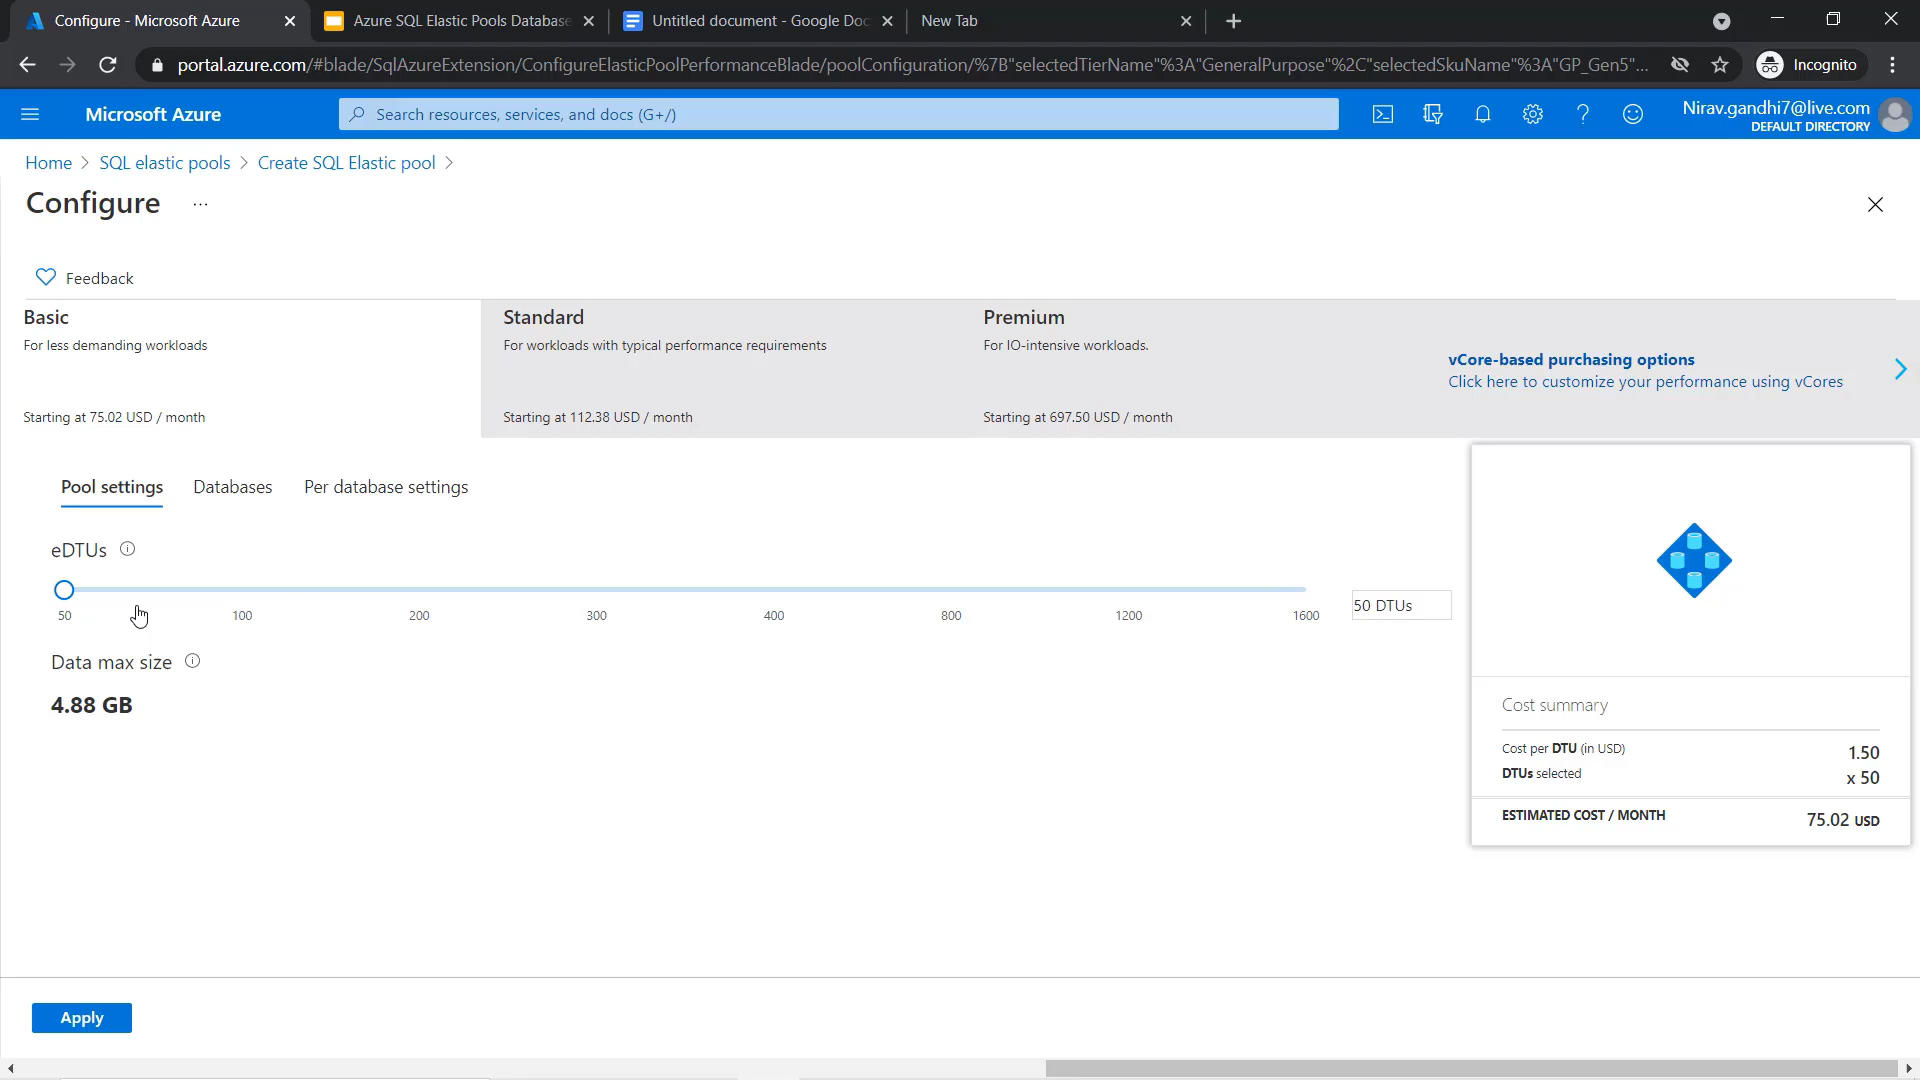 Configure - Microsoft Azure
Azure SQL Elastic Pools Database
Untitled document - Google Doc
New Tab
portal.azure.com/#blade/SqlAzureExtension/ConfigureElasticPoolPerformanceBlade/poolConfiguration/%7B"selectedTierName"%3A"GeneralPurpose"%2C"selectedSkuName"%3A"GP_Gen5"...
Incognito
Microsoft Azure
Search resources, services, and docs (G+/)
Nirav.gandhi7@live.com
DEFAULT DIRECTORY
Home > SQL elastic pools > Create SQL Elastic pool >
Configure ...
Feedback
Basic
For less demanding workloads
Starting at 75.02 USD / month
Standard
For workloads with typical performance requirements
Starting at 112.38 USD / month
Premium
For IO-intensive workloads.
Starting at 697.50 USD / month
vCore-based purchasing options
Click here to customize your performance using vCores
Pool settings Databases Per database settings
eDTUs
50 100 200 300 400 800 1200 1600
50 DTUs
Data max size
4.88 GB
Cost summary
Cost per DTU (in USD) 1.50
DTUs selected x 50
ESTIMATED COST / MONTH 75.02 USD
Apply